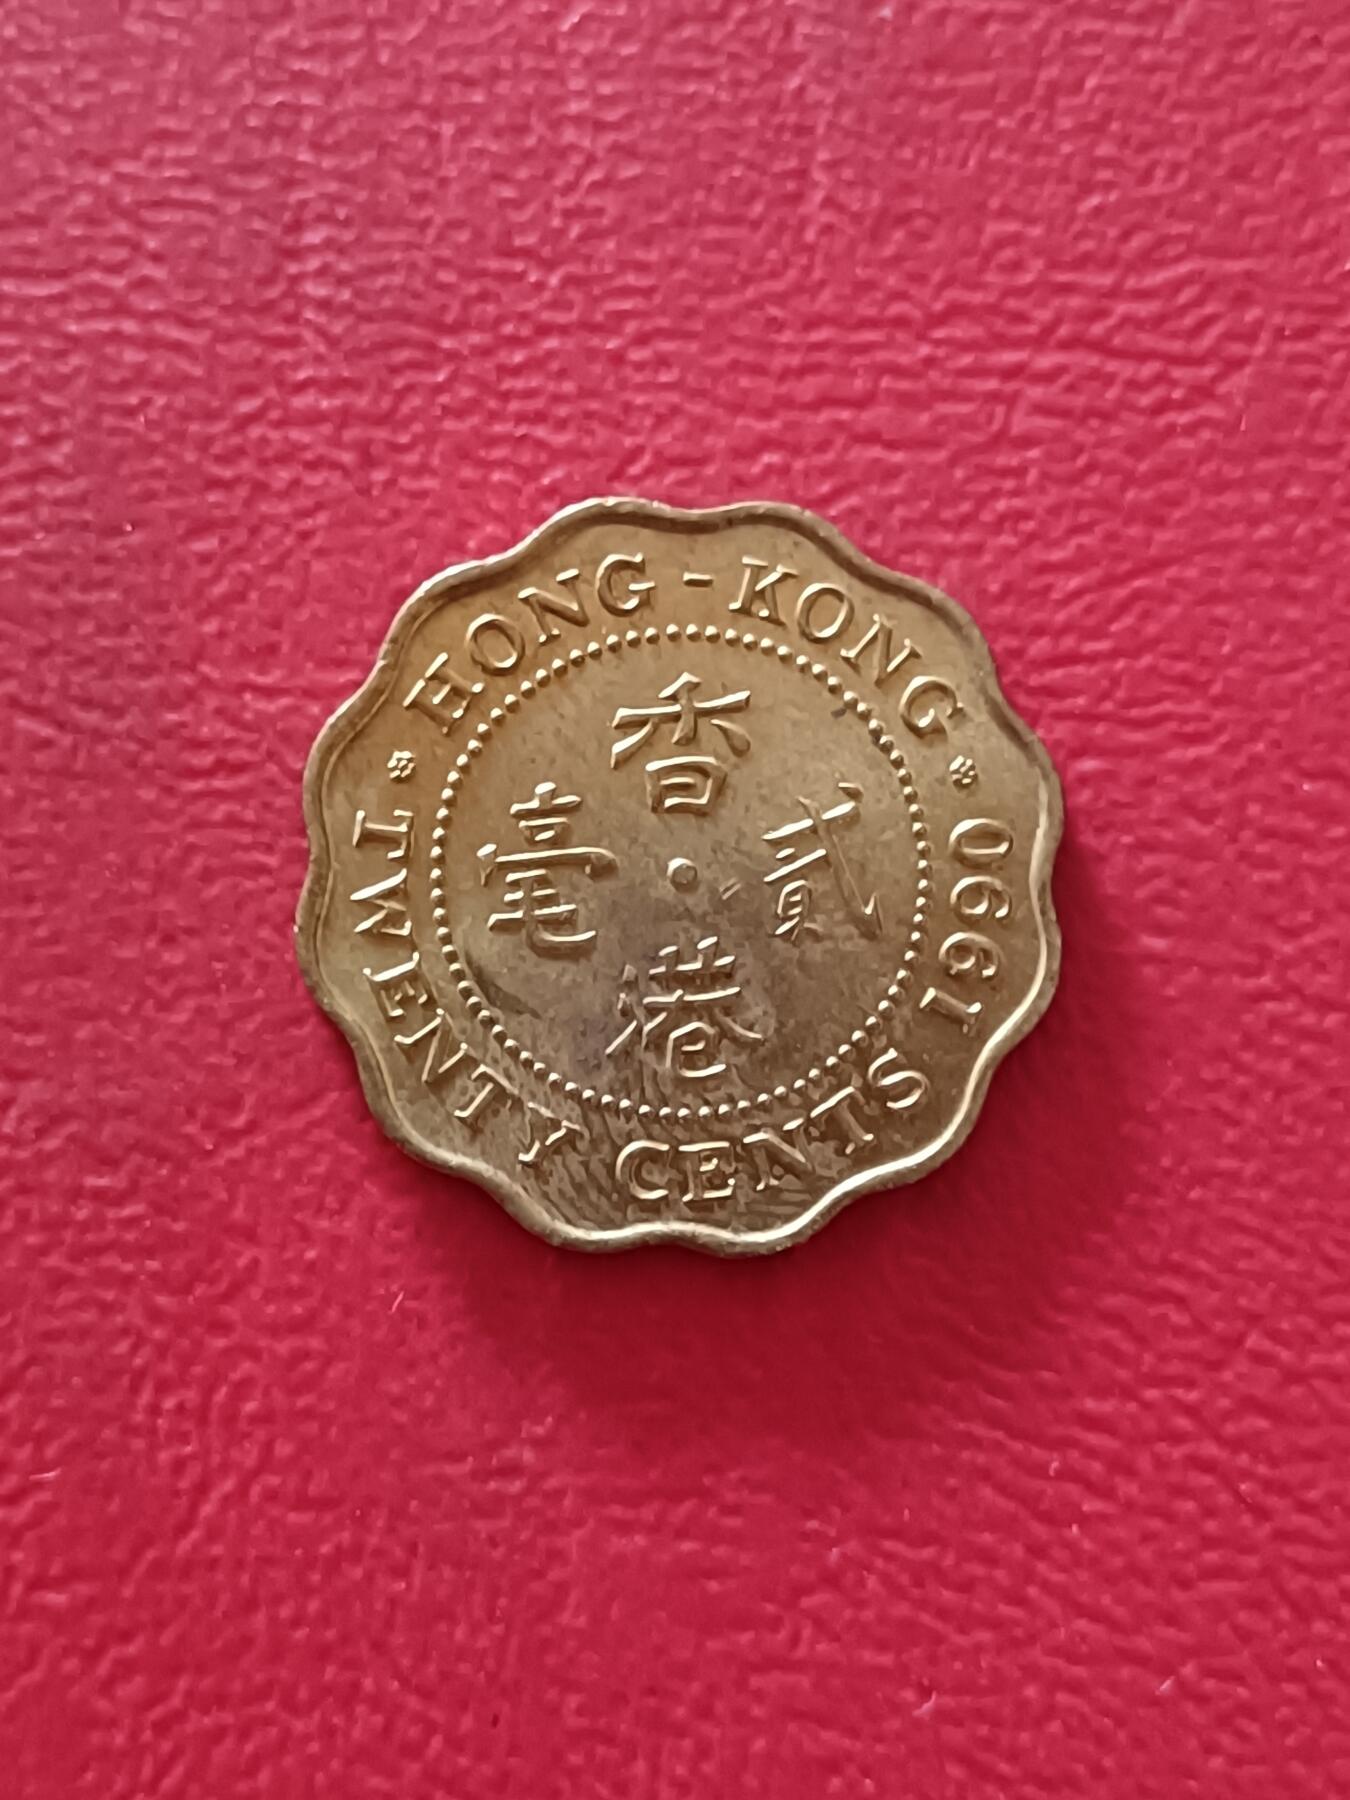 HONG-KONG
TWENTY CENTS 1990
香港
貳毫